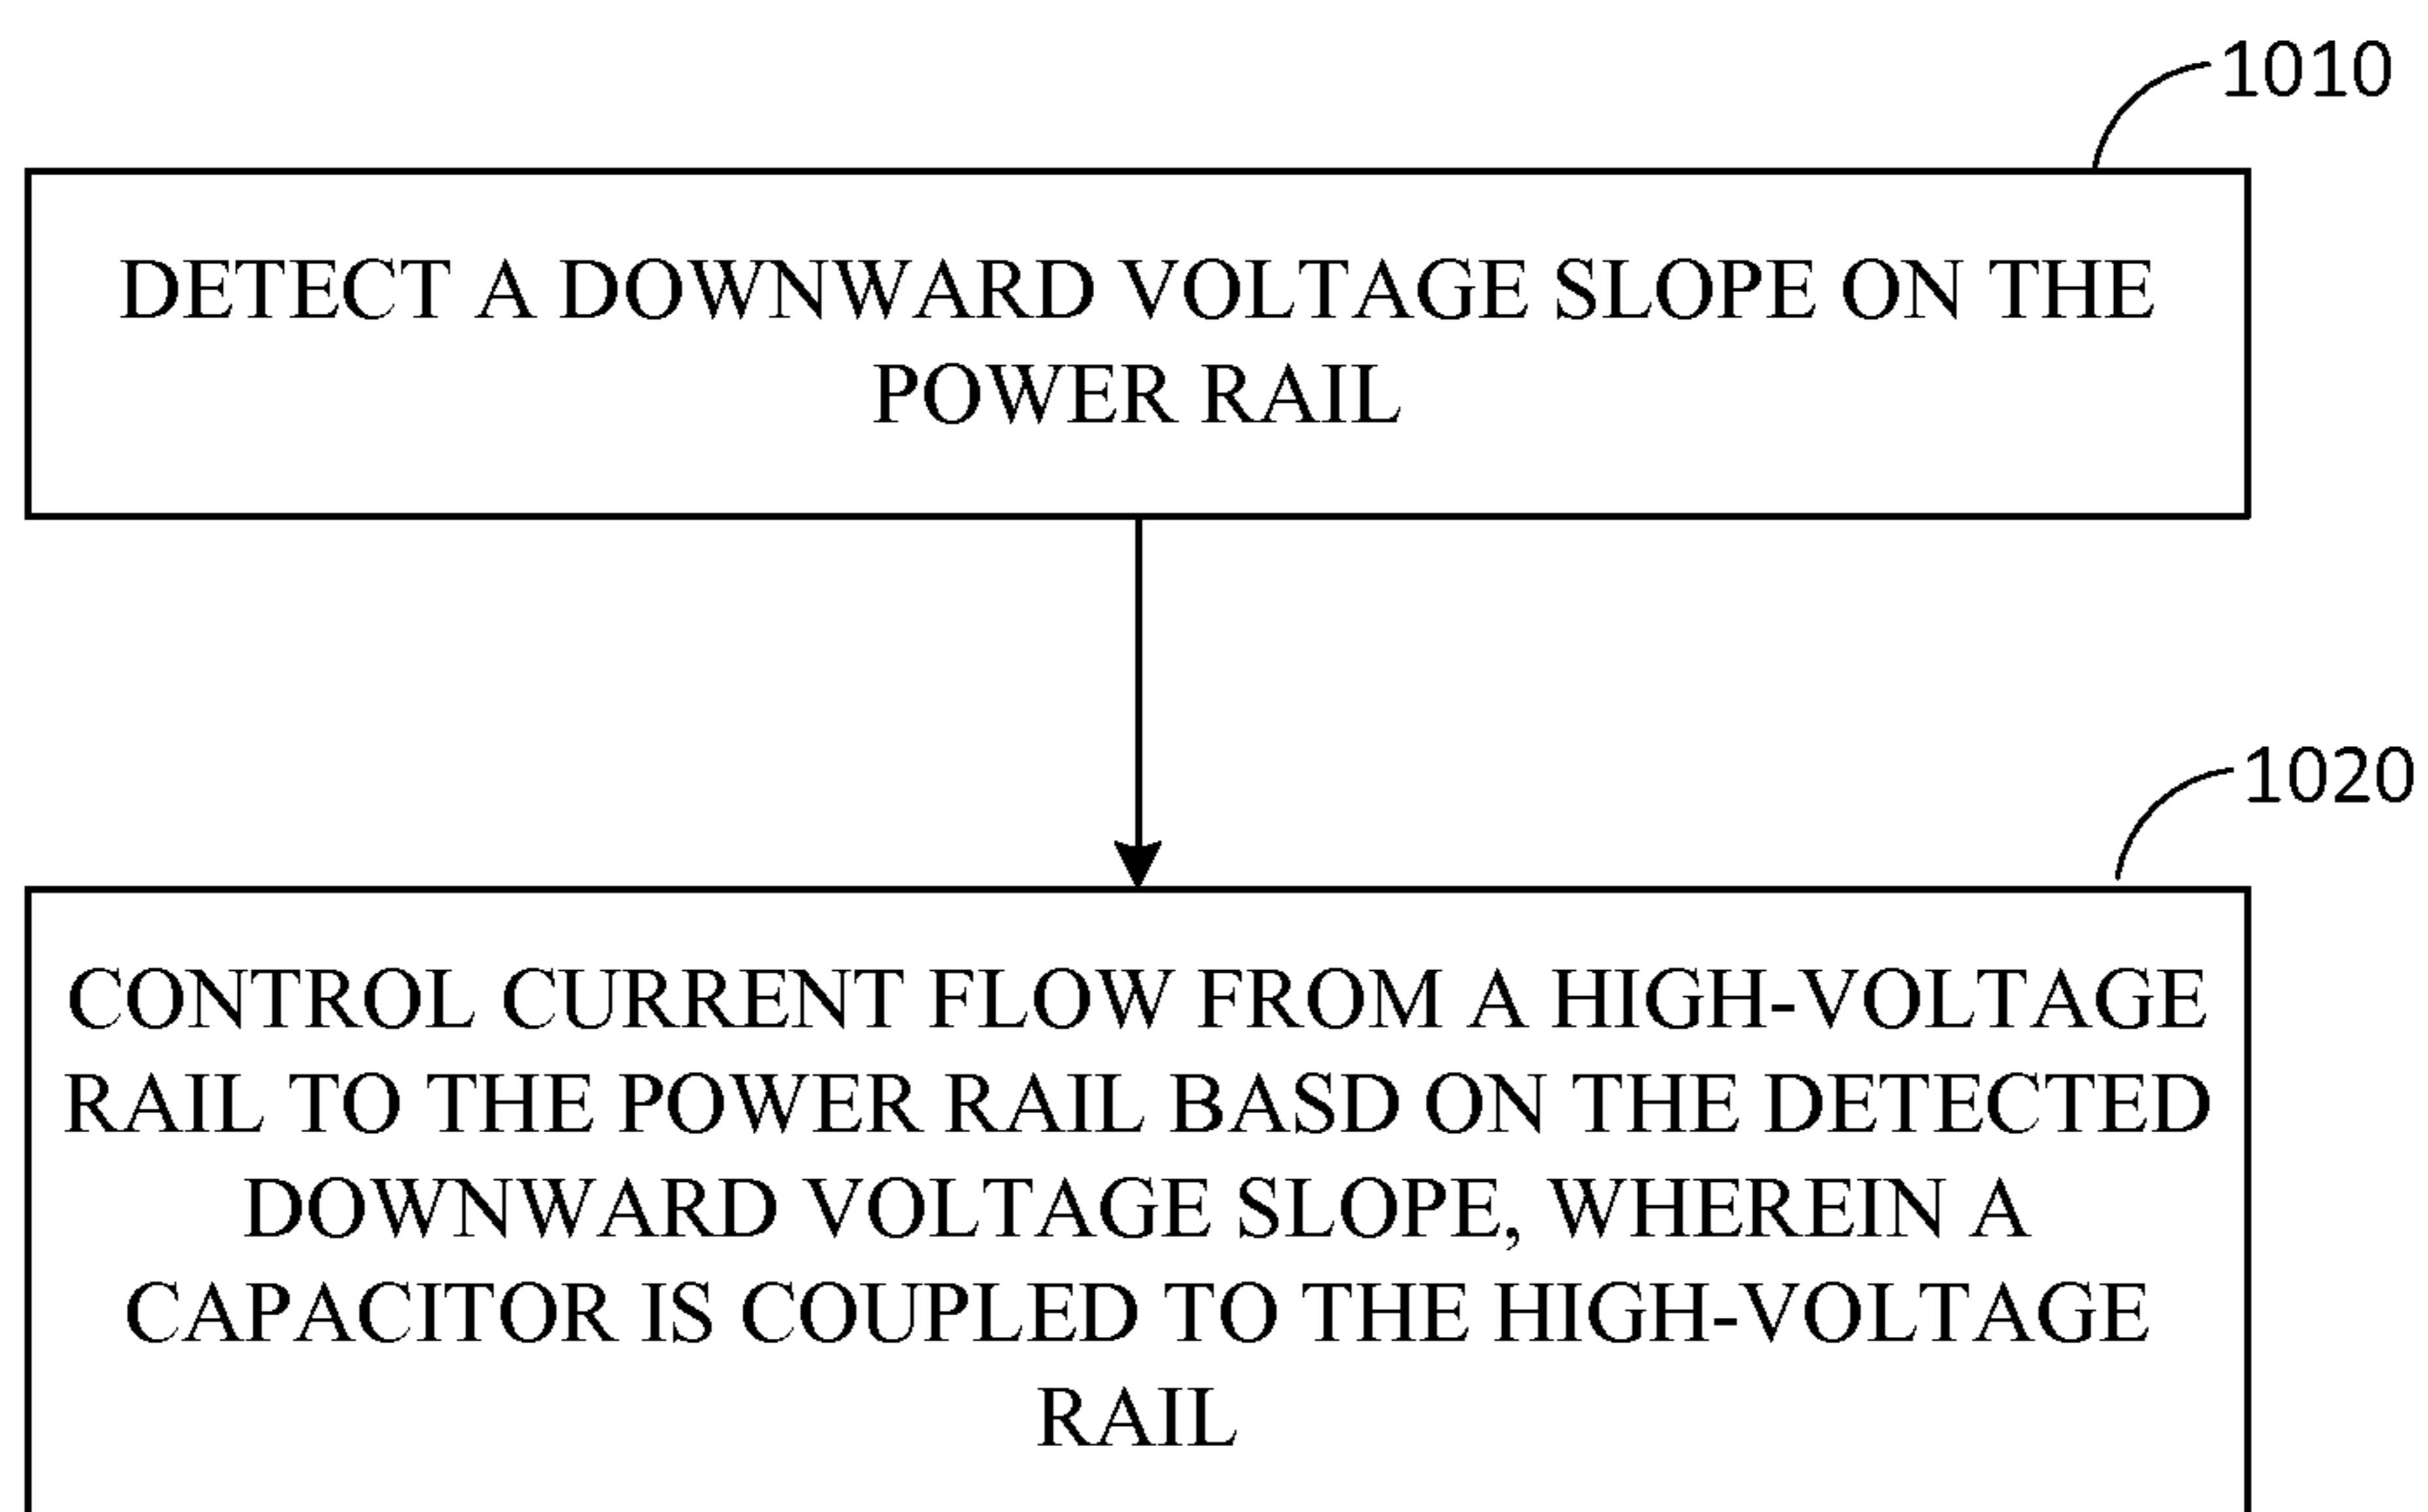 1010
DETECT A DOWNWARD VOLTAGE SLOPE ON THE
POWER RAIL
1020
CONTROL CURRENT FLOW FROM A HIGH-VOLTAGE
RAIL TO THE POWER RAIL BASD ON THE DETECTED
DOWNWARD VOLTAGE SLOPE, WHEREIN A
CAPACITOR IS COUPLED TO THE HIGH-VOLTAGE
RAIL